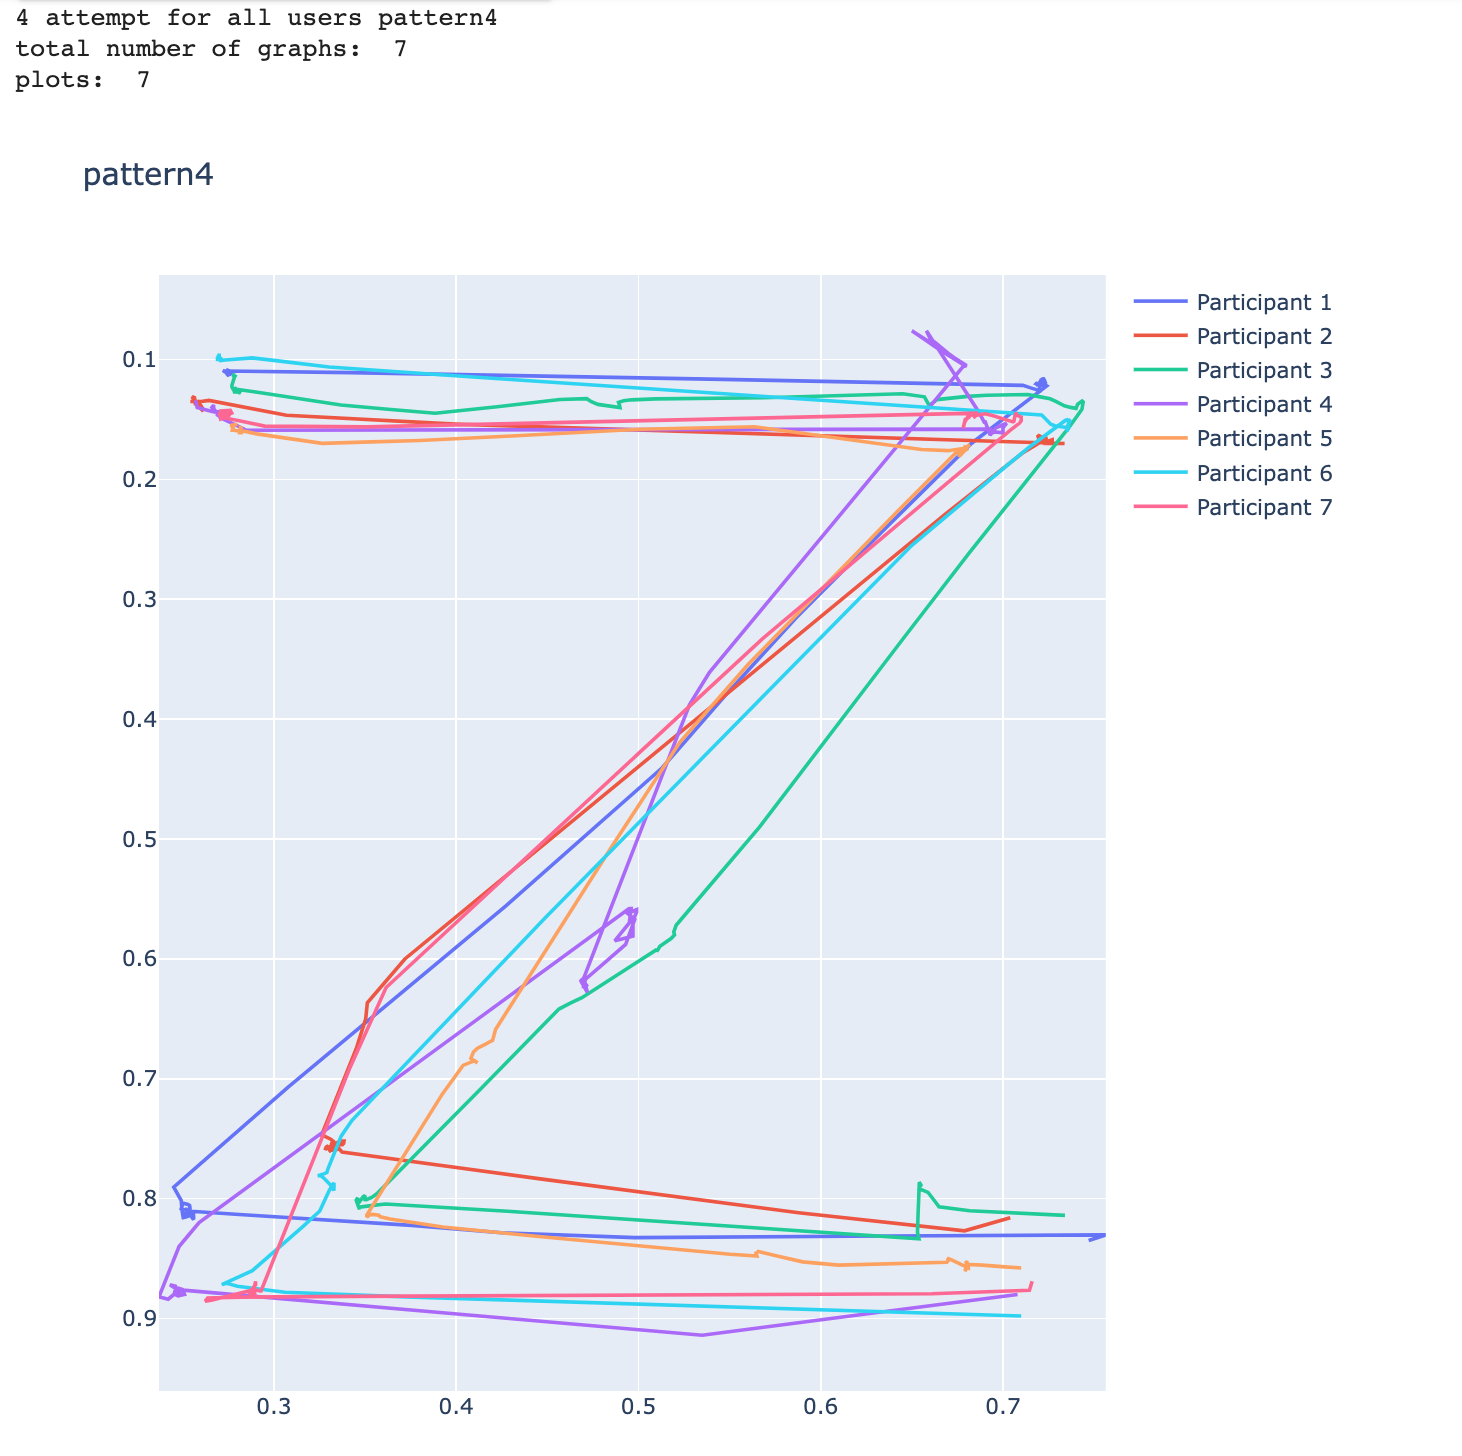 4 attempt for all users pattern4
total number of graphs:  7
plots:  7
pattern4
0.1
0.2
0.3
0.4
0.5
0.6
0.7
0.8
0.9
0.3
0.4
0.5
0.6
0.7
Participant 1
Participant 2
Participant 3
Participant 4
Participant 5
Participant 6
Participant 7